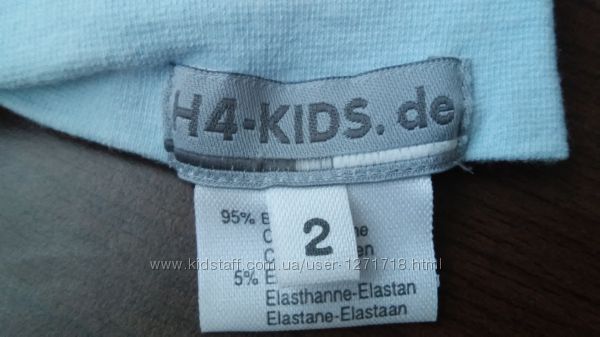 H4-KIDS. de
95%
2
5%
Elasthanne-Elastan
Elastane-Elastaan
www.kidstaff.com.ua/user-1271718.html